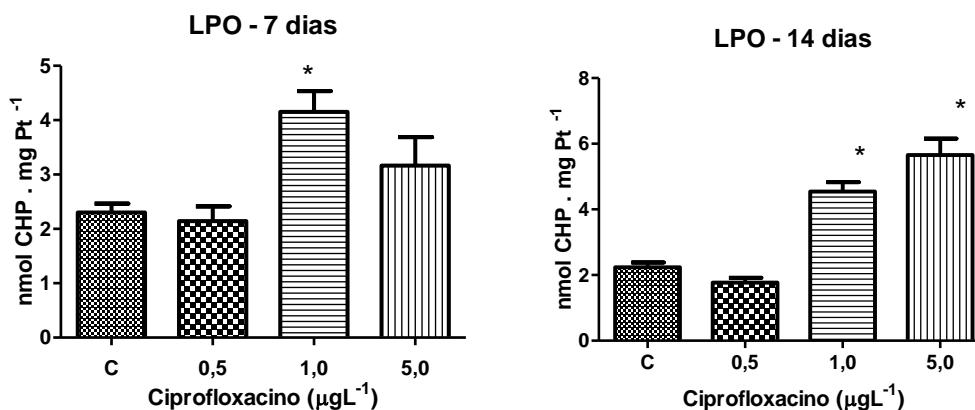 LPO - 7 dias
nmol CHP . mg Pt -1
5
4
3
2
1
0
*
C 0,5 1,0 5,0
Ciprofloxacino (µgL-1)
LPO - 14 dias
nmol CHP . mg Pt -1
8
6
4
2
0
*
*
C 0,5 1,0 5,0
Ciprofloxacino (µgL-1)